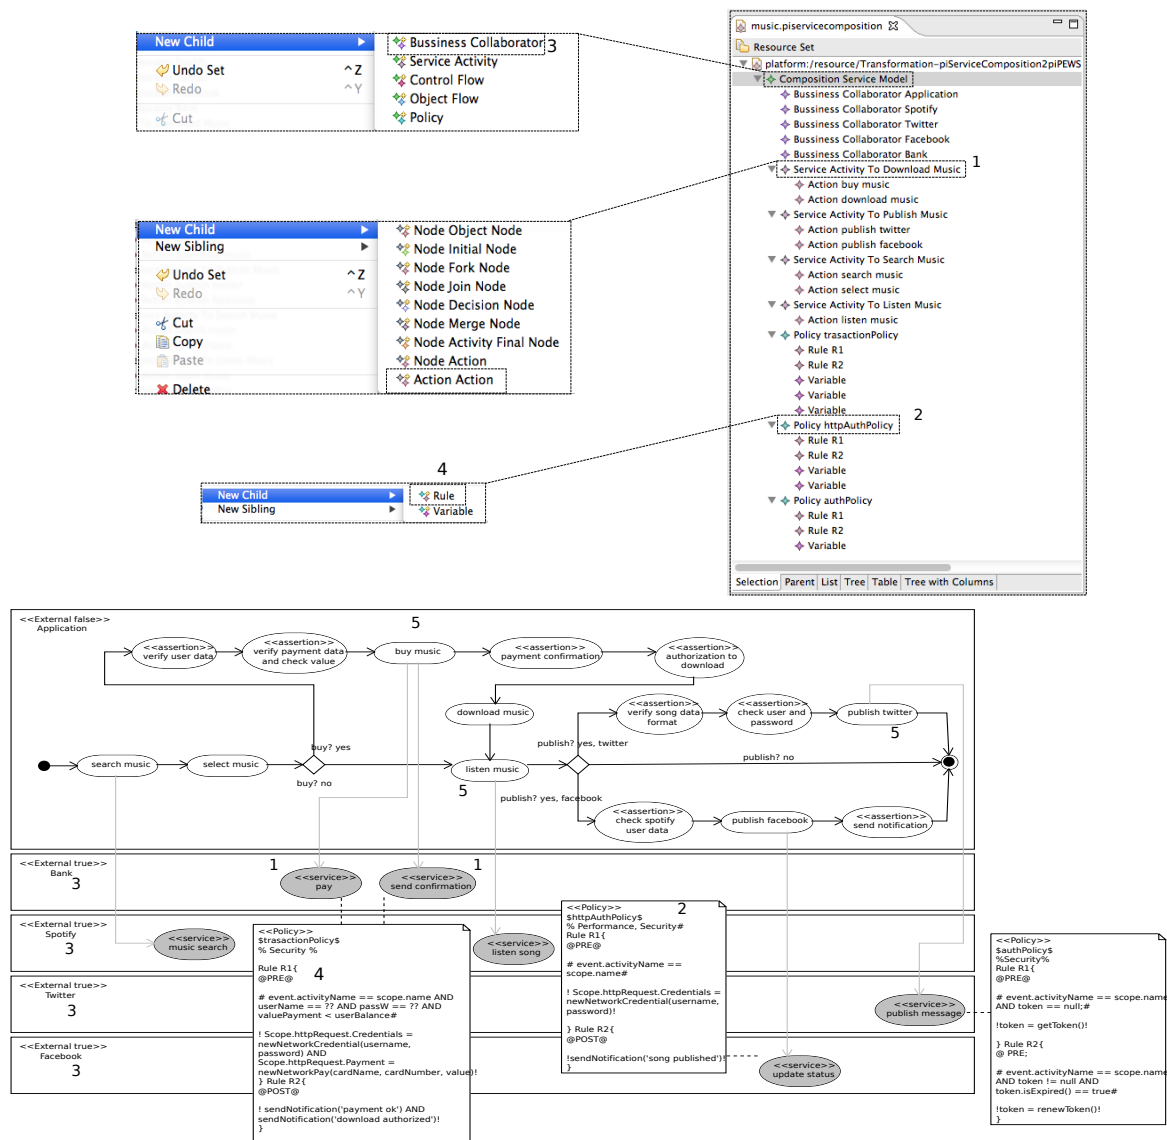 New Child
Undo Set ^Z
Redo ^Y
Cut
Bussiness Collaborator
3
Service Activity
Control Flow
Object Flow
Policy
music.piservicecomposition
Resource Set
platform:/resource/Transformation-piServiceComposition2piPEWS
Composition Service Model
Bussiness Collaborator Application
Bussiness Collaborator Spotify
Bussiness Collaborator Twitter
Bussiness Collaborator Facebook
Bussiness Collaborator Bank
Service Activity To Download Music
1
Action buy music
Action download music
Service Activity To Publish Music
Action publish twitter
Action publish facebook
Service Activity To Search Music
Action search music
Action select music
Service Activity To Listen Music
Action listen music
Policy trasactionPolicy
Rule R1
Rule R2
Variable
Variable
Variable
Policy httpAuthPolicy
2
Rule R1
Rule R2
Variable
Variable
Policy authPolicy
Rule R1
Rule R2
Variable
Selection Parent List Tree Table Tree with Columns
New Child
New Sibling
Undo Set ^Z
Redo ^Y
Cut
Copy
Paste
Delete
Node Object Node
Node Initial Node
Node Fork Node
Node Join Node
Node Decision Node
Node Merge Node
Node Activity Final Node
Node Action
Action Action
4
New Child
New Sibling
Rule
Variable
<<External false>>
Application
<<assertion>>
verify user data
<<assertion>>
verify payment data
and check value
5
buy music
<<assertion>>
payment confirmation
<<assertion>>
authorization to
download
download music
<<assertion>>
verify song data
format
<<assertion>>
check user and
password
publish twitter
5
buy? yes
publish? yes, twitter
search music
select music
buy? no
listen music
5
publish? no
publish? yes, facebook
<<assertion>>
check spotify
user data
publish facebook
<<assertion>>
send notification
<<External true>>
Bank
3
1
<<service>>
pay
1
<<service>>
send confirmation
<<External true>>
Spotify
3
<<service>>
music search
<<service>>
listen song
<<External true>>
Twitter
3
<<service>>
publish message
<<External true>>
Facebook
3
<<service>>
update status
<<Policy>>
$trasactionPolicy$
% Security %
Rule R1{
4
@PRE@
# event.activityName == scope.name AND
userName == ?? AND passW == ?? AND
valuePayment < userBalance#
! Scope.httpRequest.Credentials =
newNetworkCredential(username,
password) AND
Scope.httpRequest.Payment =
newNetworkPay(cardName, cardNumber, value)!
} Rule R2{
@POST@
! sendNotification('payment ok') AND
sendNotification('download authorized')!
}
<<Policy>>
2
$httpAuthPolicy$
% Performance, Security#
Rule R1{
@PRE@
# event.activityName ==
scope.name#
! Scope.httpRequest.Credentials =
newNetworkCredential(username,
password)!
} Rule R2{
@POST@
!sendNotification('song published')!
}
<<Policy>>
$authPolicy$
%Security%
Rule R1{
@PRE@
# event.activityName == scope.name
AND token == null;#
!token = getToken()!
} Rule R2{
@ PRE;
# event.activityName == scope.name
AND token != null AND
token.isExpired() == true#
!token = renewToken()!
}